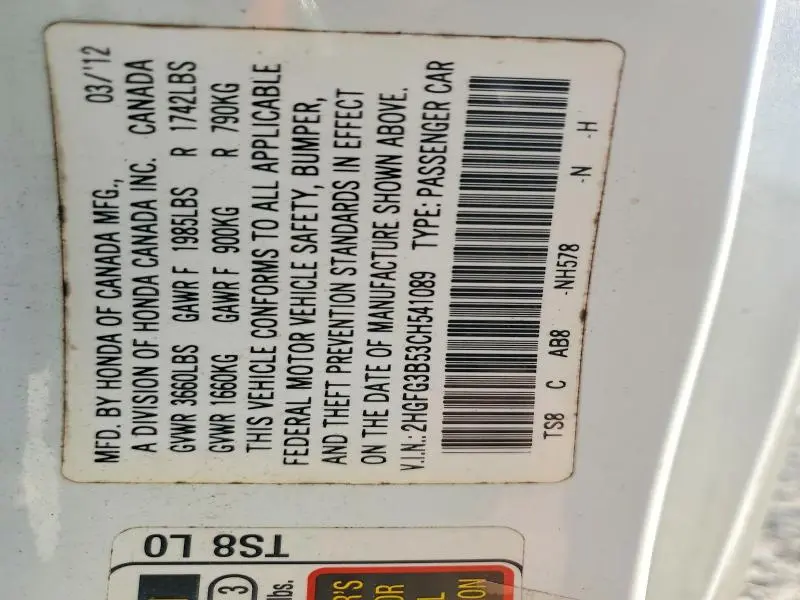 MFD. BY HONDA OF CANADA MFG., 03/'12
A DIVISION OF HONDA CANADA INC. CANADA
GVWR 3660LBS GAWR F 1985LBS R 1742LBS
GVWR 1660KG GAWR F 900KG R 790KG
THIS VEHICLE CONFORMS TO ALL APPLICABLE
FEDERAL MOTOR VEHICLE SAFETY, BUMPER,
AND THEFT PREVENTION STANDARDS IN EFFECT
ON THE DATE OF MANUFACTURE SHOWN ABOVE.
V.I.N.: 2HGFG3B53CH541089 TYPE: PASSENGER CAR
TS8 C AB8 -NH578 -N -H
TS8 L0
3
lbs.